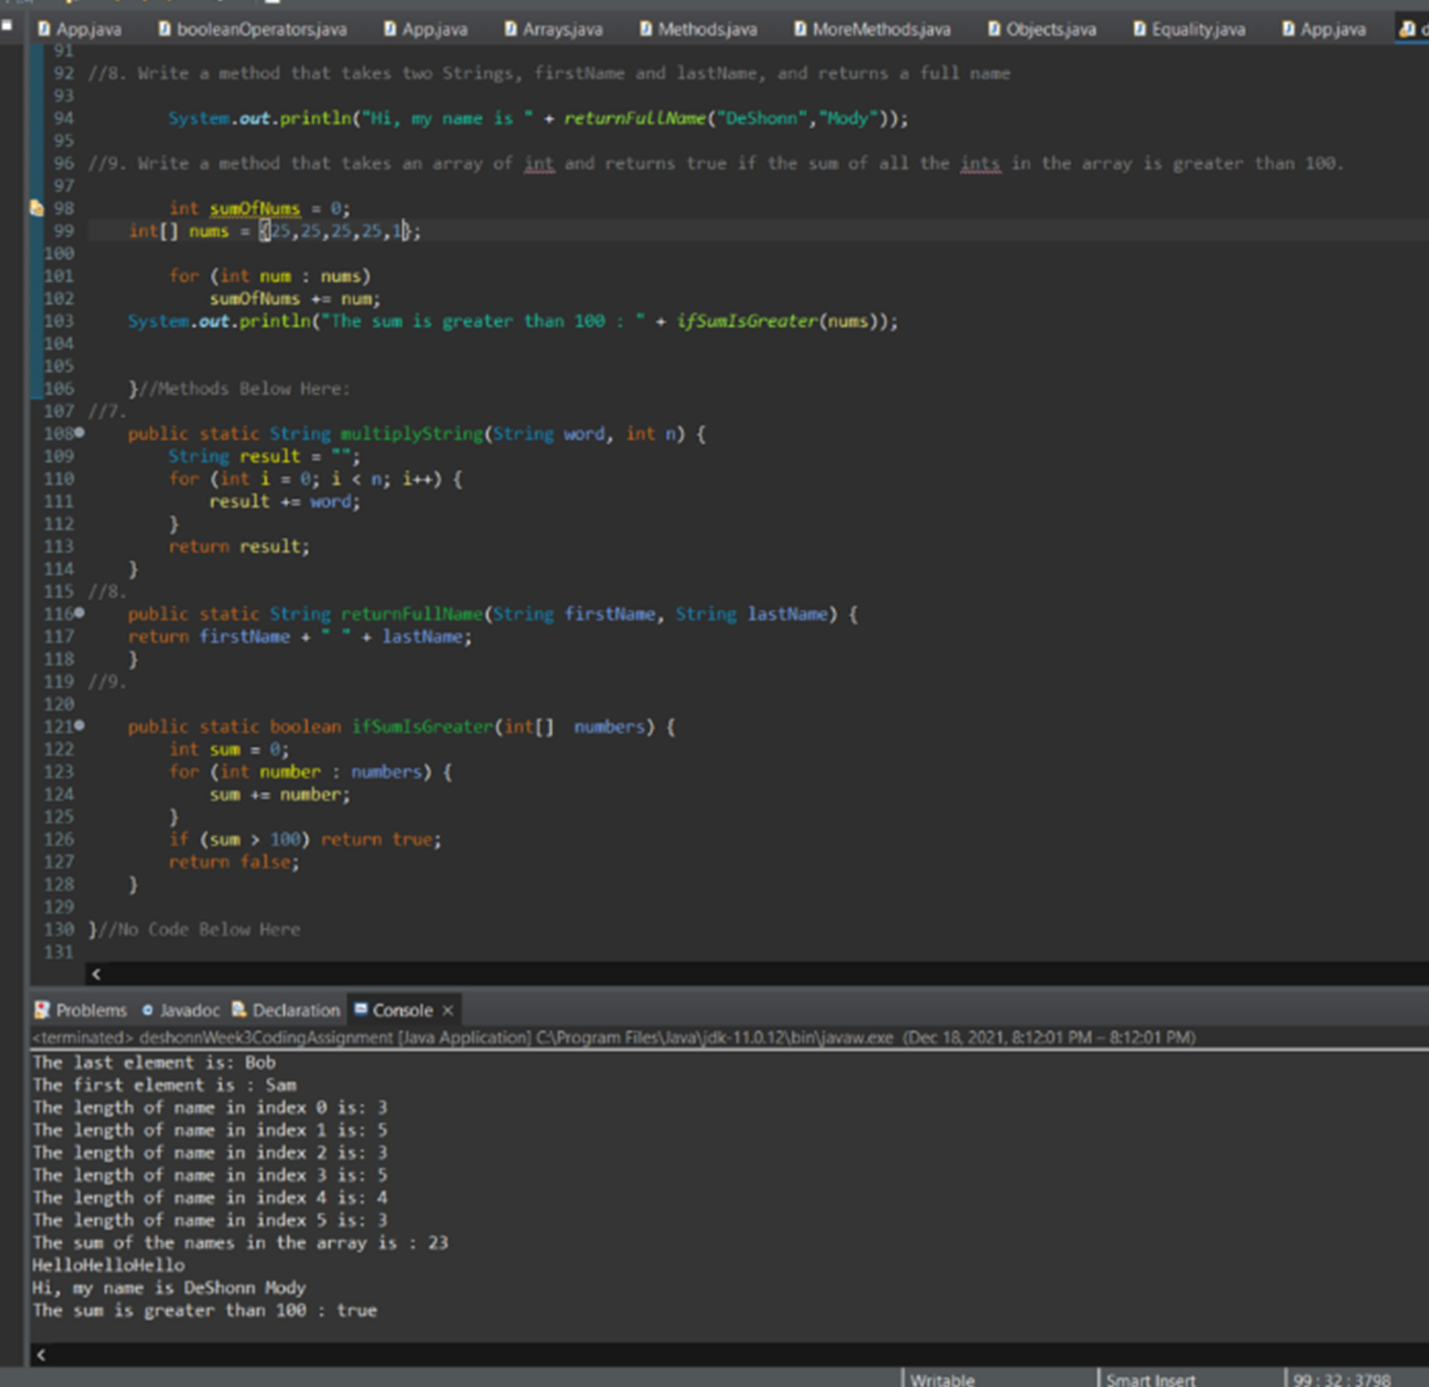 App.java booleanOperators.java App.java Arrays.java Methods.java MoreMethods.java Objects.java Equality.java App.java
91
92 //8. Write a method that takes two Strings, firstName and lastName, and returns a full name
93
94 System.out.println("Hi, my name is " + returnFullName("DeShonn","Mody"));
95
96 //9. Write a method that takes an array of int and returns true if the sum of all the ints in the array is greater than 100.
97
98 int sumOfNums = 0;
99 int[] nums = {25,25,25,25,1};
100
101 for (int num : nums)
102 sumOfNums += num;
103 System.out.println("The sum is greater than 100 : " + ifSumIsGreater(nums));
104
105
106 }//Methods Below Here:
107 //7.
108 public static String multiplyString(String word, int n) {
109 String result = "";
110 for (int i = 0; i < n; i++) {
111 result += word;
112 }
113 return result;
114 }
115 //8.
116 public static String returnFullName(String firstName, String lastName) {
117 return firstName + " " + lastName;
118 }
119 //9.
120
121 public static boolean ifSumIsGreater(int[] numbers) {
122 int sum = 0;
123 for (int number : numbers) {
124 sum += number;
125 }
126 if (sum > 100) return true;
127 return false;
128 }
129
130 }//No Code Below Here
131
Problems Javadoc Declaration Console
<terminated> deshonnWeek3CodingAssignment [Java Application] C:\Program Files\Java\jdk-11.0.12\bin\javaw.exe (Dec 18, 2021, 8:12:01 PM – 8:12:01 PM)
The last element is: Bob
The first element is : Sam
The length of name in index 0 is: 3
The length of name in index 1 is: 5
The length of name in index 2 is: 3
The length of name in index 3 is: 5
The length of name in index 4 is: 4
The length of name in index 5 is: 3
The sum of the names in the array is : 23
HelloHelloHello
Hi, my name is DeShonn Mody
The sum is greater than 100 : true
Writable Smart Insert 99 : 32 : 3798